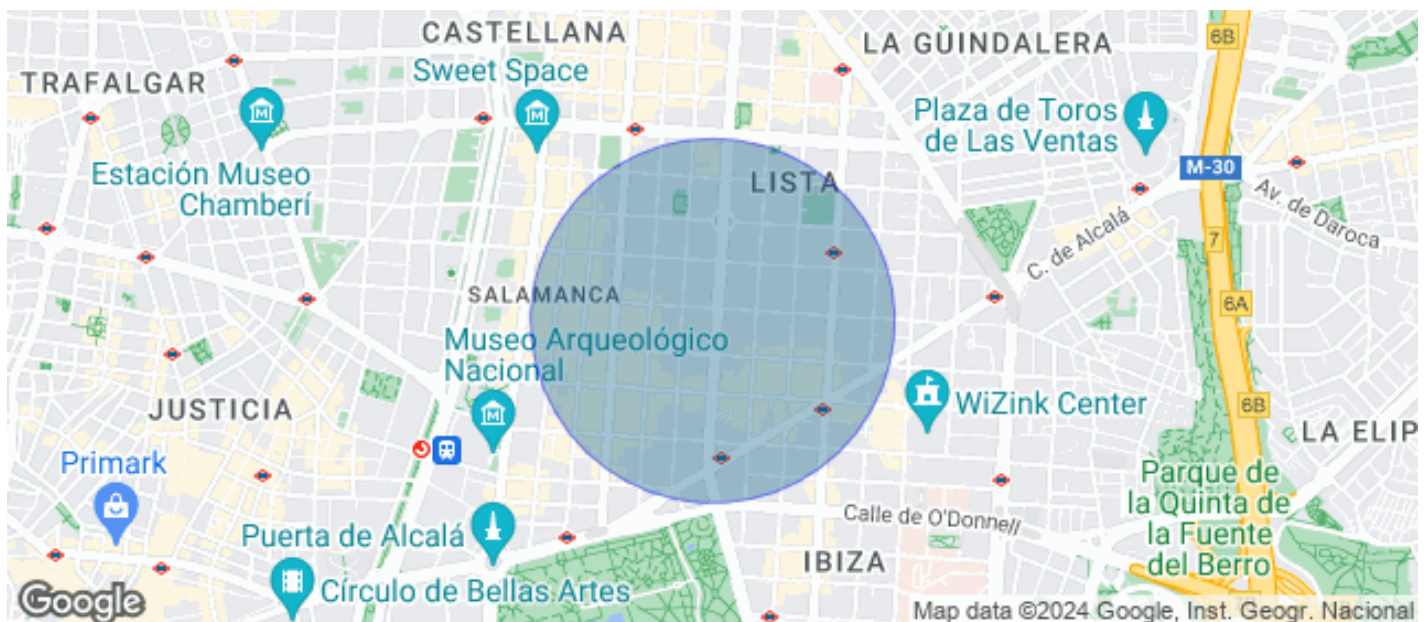 CASTELLANA
LA GÜINDALERA
6B
TRAFALGAR
Sweet Space
Plaza de Toros
de Las Ventas
Estación Museo
Chamberí
M-30
LISTA
Av. de Daroca
C. de Alcalá
7
SALAMANCA
6A
Museo Arqueológico
Nacional
JUSTICIA
WiZink Center
6B
LA ELIP
Primark
Parque de
la Quinta de
la Fuente
del Berro
Calle de O'Donnell
Puerta de Alcalá
IBIZA
Círculo de Bellas Artes
Google
Map data ©2024 Google, Inst. Geogr. Nacional